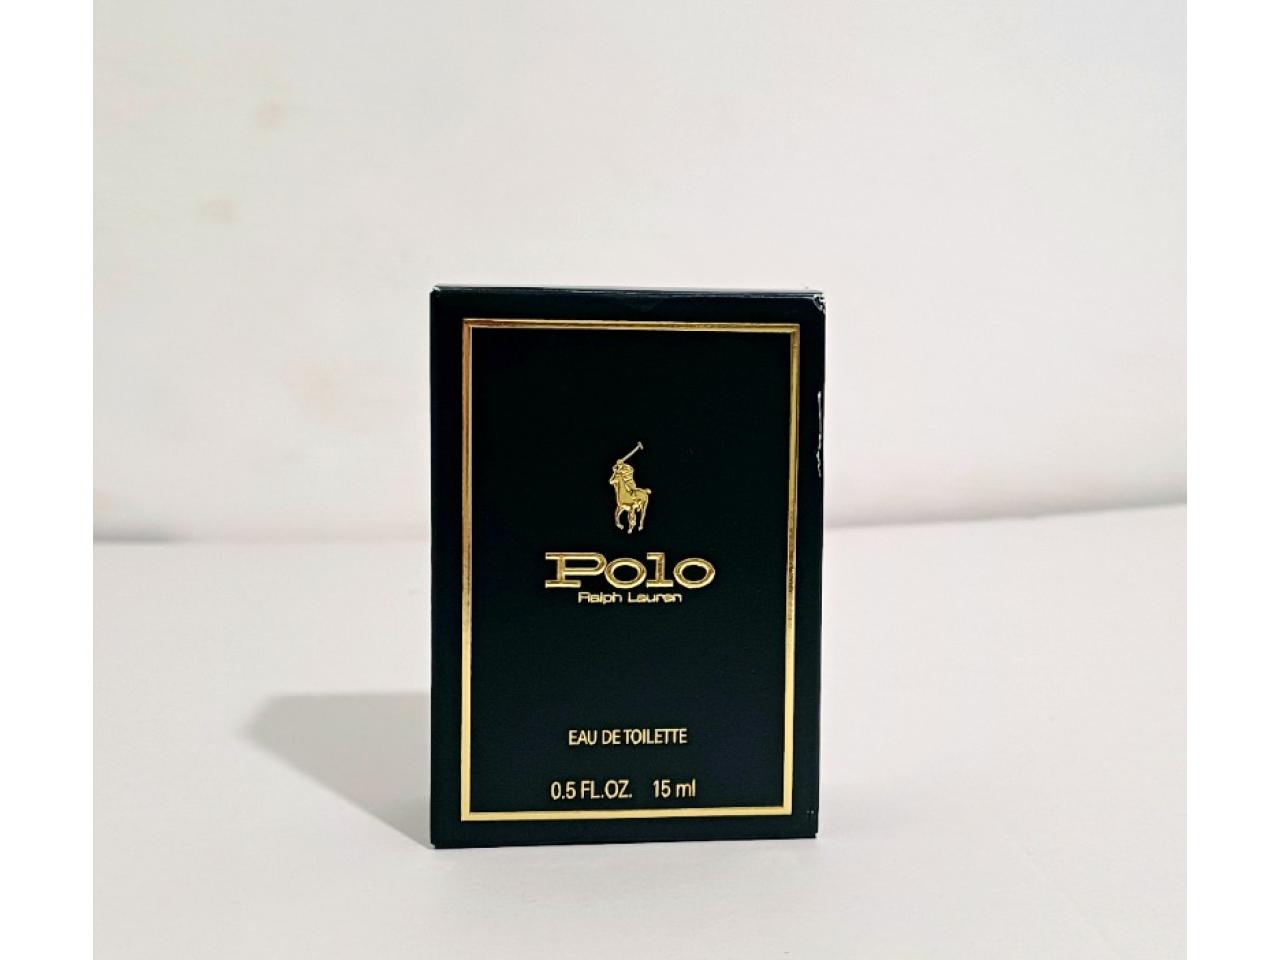 Polo
Ralph Lauren
EAU DE TOILETTE
0.5 FL.OZ. 15 ml